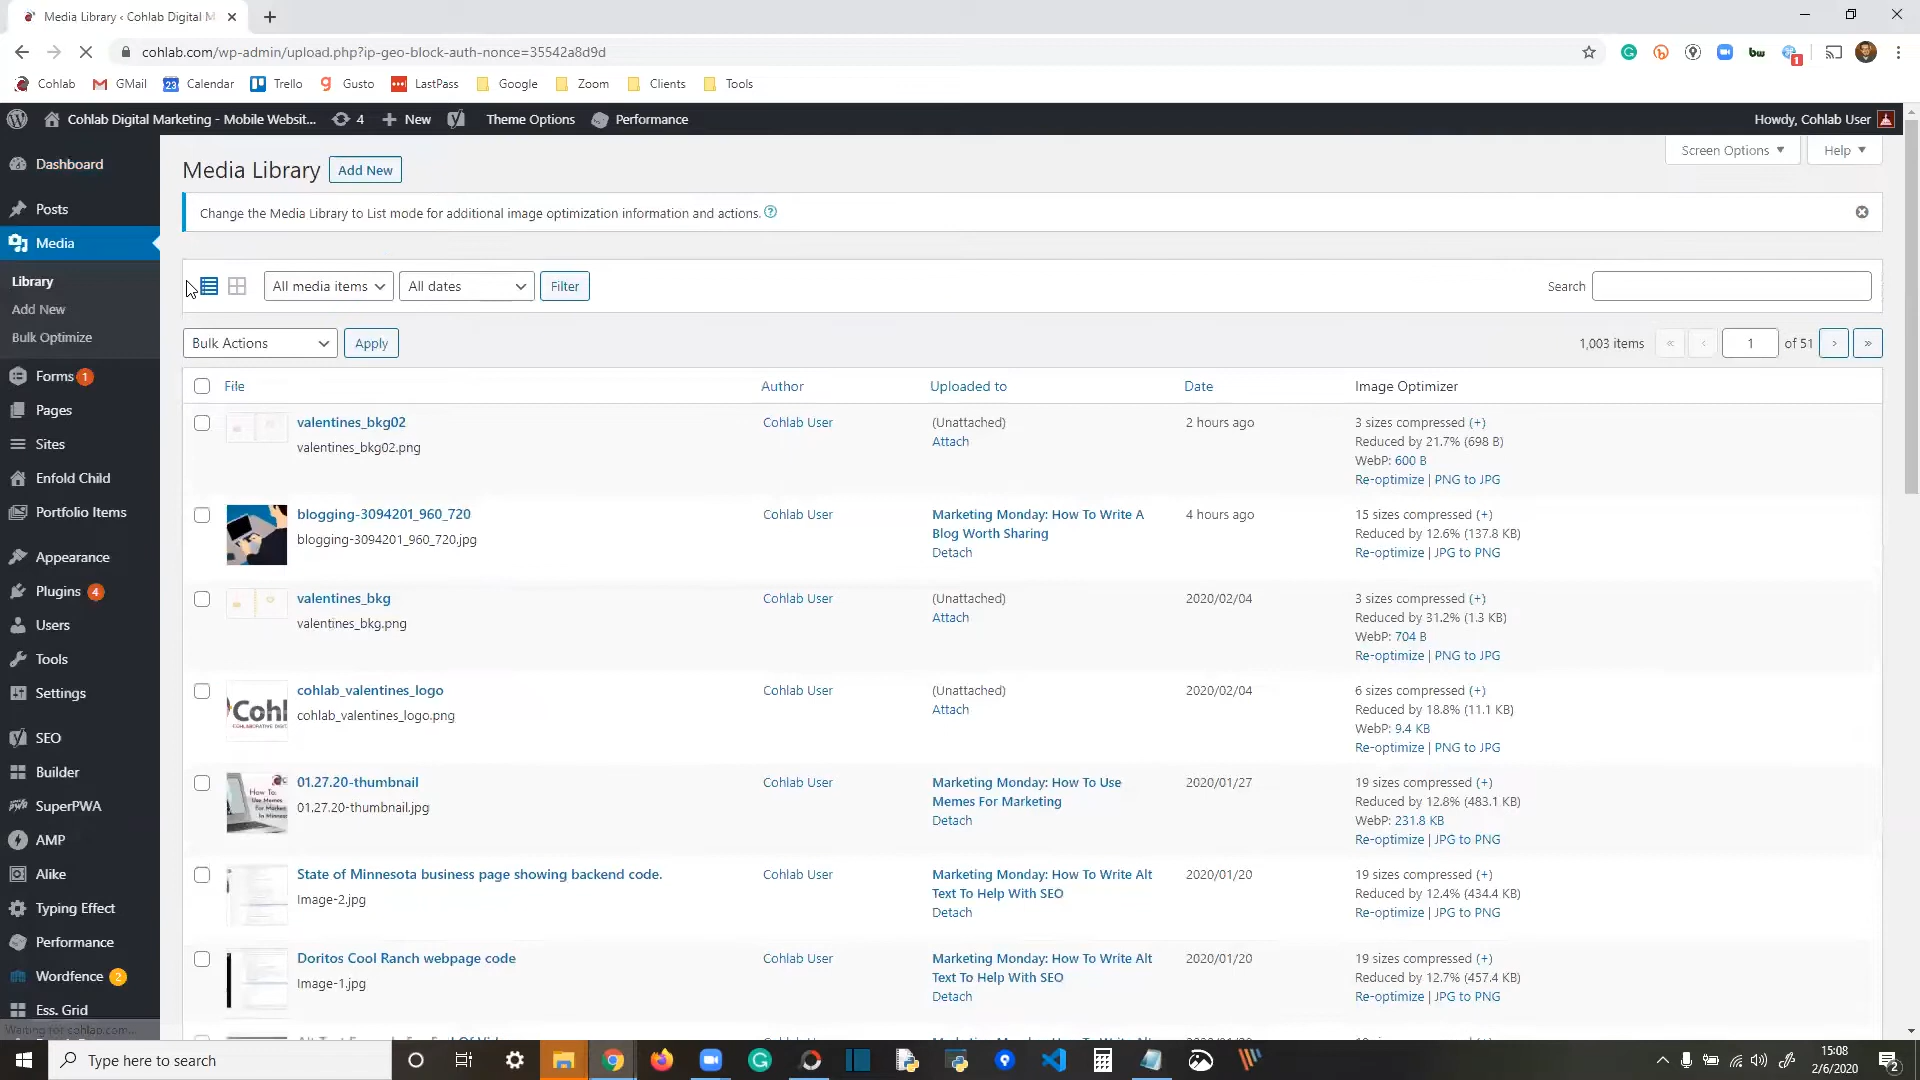 Media Library ‹ Cohlab Digital M
cohlab.com/wp-admin/upload.php?ip-geo-block-auth-nonce=35542a8d9d
bw
1
Cohlab
GMail
23
Calendar
Trello
Gusto
LastPass
Google
Zoom
Clients
Tools
Cohlab Digital Marketing - Mobile Websit...
4
New
Theme Options
Performance
Howdy, Cohlab User
Dashboard
Posts
Media
Library
Add New
Bulk Optimize
Forms 1
Pages
Sites
Enfold Child
Portfolio Items
Appearance
Plugins 4
Users
Tools
Settings
SEO
Builder
SuperPWA
AMP
Alike
Typing Effect
Performance
Wordfence 2
Ess. Grid
Waiting for cohlab.com...
Media Library Add New
Screen Options
Help
Change the Media Library to List mode for additional image optimization information and actions.
All media items
All dates
Filter
Search
Bulk Actions
Apply
1,003 items « ‹ 1 of 51 › »
File Author Uploaded to Date Image Optimizer
valentines_bkg02
valentines_bkg02.png
Cohlab User
(Unattached)
Attach
2 hours ago
3 sizes compressed (+)
Reduced by 21.7% (698 B)
WebP: 600 B
Re-optimize | PNG to JPG
blogging-3094201_960_720
blogging-3094201_960_720.jpg
Cohlab User
Marketing Monday: How To Write A
Blog Worth Sharing
Detach
4 hours ago
15 sizes compressed (+)
Reduced by 12.6% (137.8 KB)
Re-optimize | JPG to PNG
valentines_bkg
valentines_bkg.png
Cohlab User
(Unattached)
Attach
2020/02/04
3 sizes compressed (+)
Reduced by 31.2% (1.3 KB)
WebP: 704 B
Re-optimize | PNG to JPG
Cohl
cohlab_valentines_logo
cohlab_valentines_logo.png
Cohlab User
(Unattached)
Attach
2020/02/04
6 sizes compressed (+)
Reduced by 18.8% (11.1 KB)
WebP: 9.4 KB
Re-optimize | PNG to JPG
How To:
Use Memes
For Market
In Minnes
01.27.20-thumbnail
01.27.20-thumbnail.jpg
Cohlab User
Marketing Monday: How To Use
Memes For Marketing
Detach
2020/01/27
19 sizes compressed (+)
Reduced by 12.8% (483.1 KB)
WebP: 231.8 KB
Re-optimize | JPG to PNG
State of Minnesota business page showing backend code.
Image-2.jpg
Cohlab User
Marketing Monday: How To Write Alt
Text To Help With SEO
Detach
2020/01/20
19 sizes compressed (+)
Reduced by 12.4% (434.4 KB)
Re-optimize | JPG to PNG
Doritos Cool Ranch webpage code
Image-1.jpg
Cohlab User
Marketing Monday: How To Write Alt
Text To Help With SEO
Detach
2020/01/20
19 sizes compressed (+)
Reduced by 12.7% (457.4 KB)
Re-optimize | JPG to PNG
Type here to search
15:08
2/6/2020
2